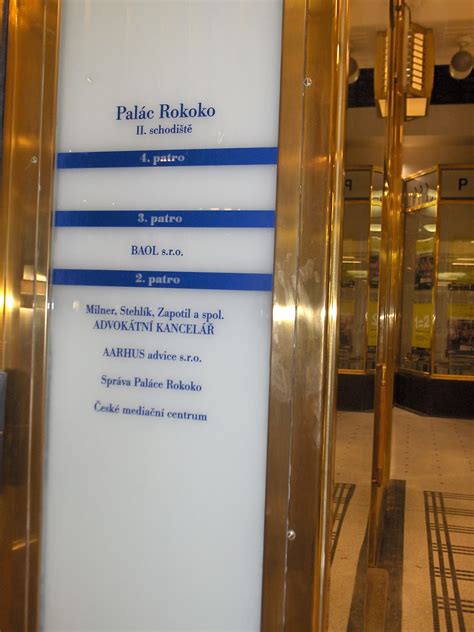 Palác Rokoko
II. schodiště
4. patro
3. patro
BAOL s.r.o.
2. patro
Milner, Stehlík, Zapotil a spol.
ADVOKÁTNÍ KANCELÁŘ
AARHUS advice s.r.o.
Správa Paláce Rokoko
České mediační centrum
P
P